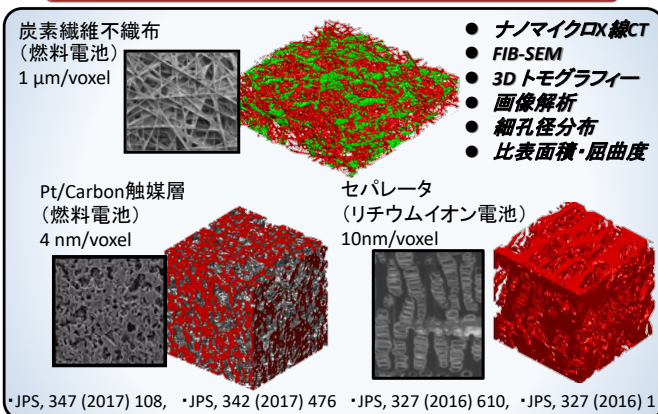 炭素繊維不織布
（燃料電池）
1 μm/voxel
● ナノマイクロX線CT
● FIB-SEM
● 3Dトモグラフィー
● 画像解析
● 細孔径分布
● 比表面積・屈曲度
Pt/Carbon触媒層
（燃料電池）
4 nm/voxel
セパレータ
（リチウムイオン電池）
10nm/voxel
・JPS, 347 (2017) 108, ・JPS, 342 (2017) 476 ・JPS, 327 (2016) 610, ・JPS, 327 (2016) 1